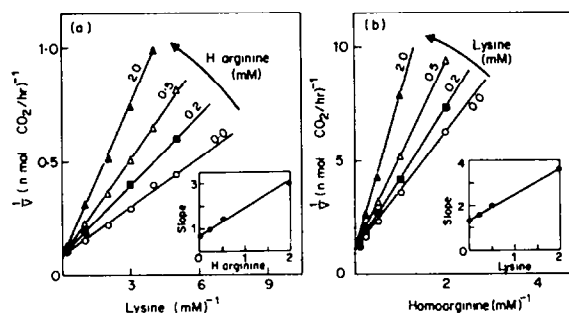 (a)
H arginine
(mM)
2.0
0.5
0.2
0.0
1.0
0.5
0
1/V (n mol CO₂/hr)⁻¹
Slope
3
1
0 H arginine 2
0 3 6 9
Lysine (mM)⁻¹
(b)
Lysine
(mM)
2.0
0.5
0.2
0.0
10
5
0
1/V (n mol CO₂/hr)⁻¹
Slope
4
2
0
0 Lysine 2
0 2 4
Homoarginine (mM)⁻¹